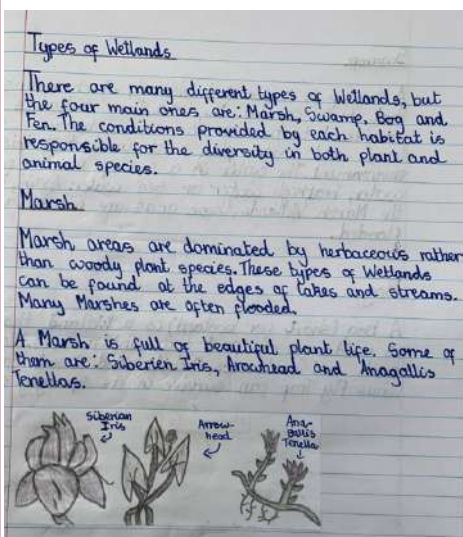 Types of Wetlands
There are many different types of Wetlands, but
the four main ones are: Marsh, Swamp, Bog and
Fen. The conditions provided by each habitat is
responsible for the diversity in both plant and
animal species.
Marsh
Marsh areas are dominated by herbaceous rather
than woody plant species. These types of Wetlands
can be found at the edges of lakes and streams.
Many Marshes are often flooded.
A Marsh is full of beautiful plant life. Some of
them are: Siberien Iris, Arowhead and Anagallis
Tenellas.
Siberian
Iris
Arrow-
head
Ana-
gallis
Tenella